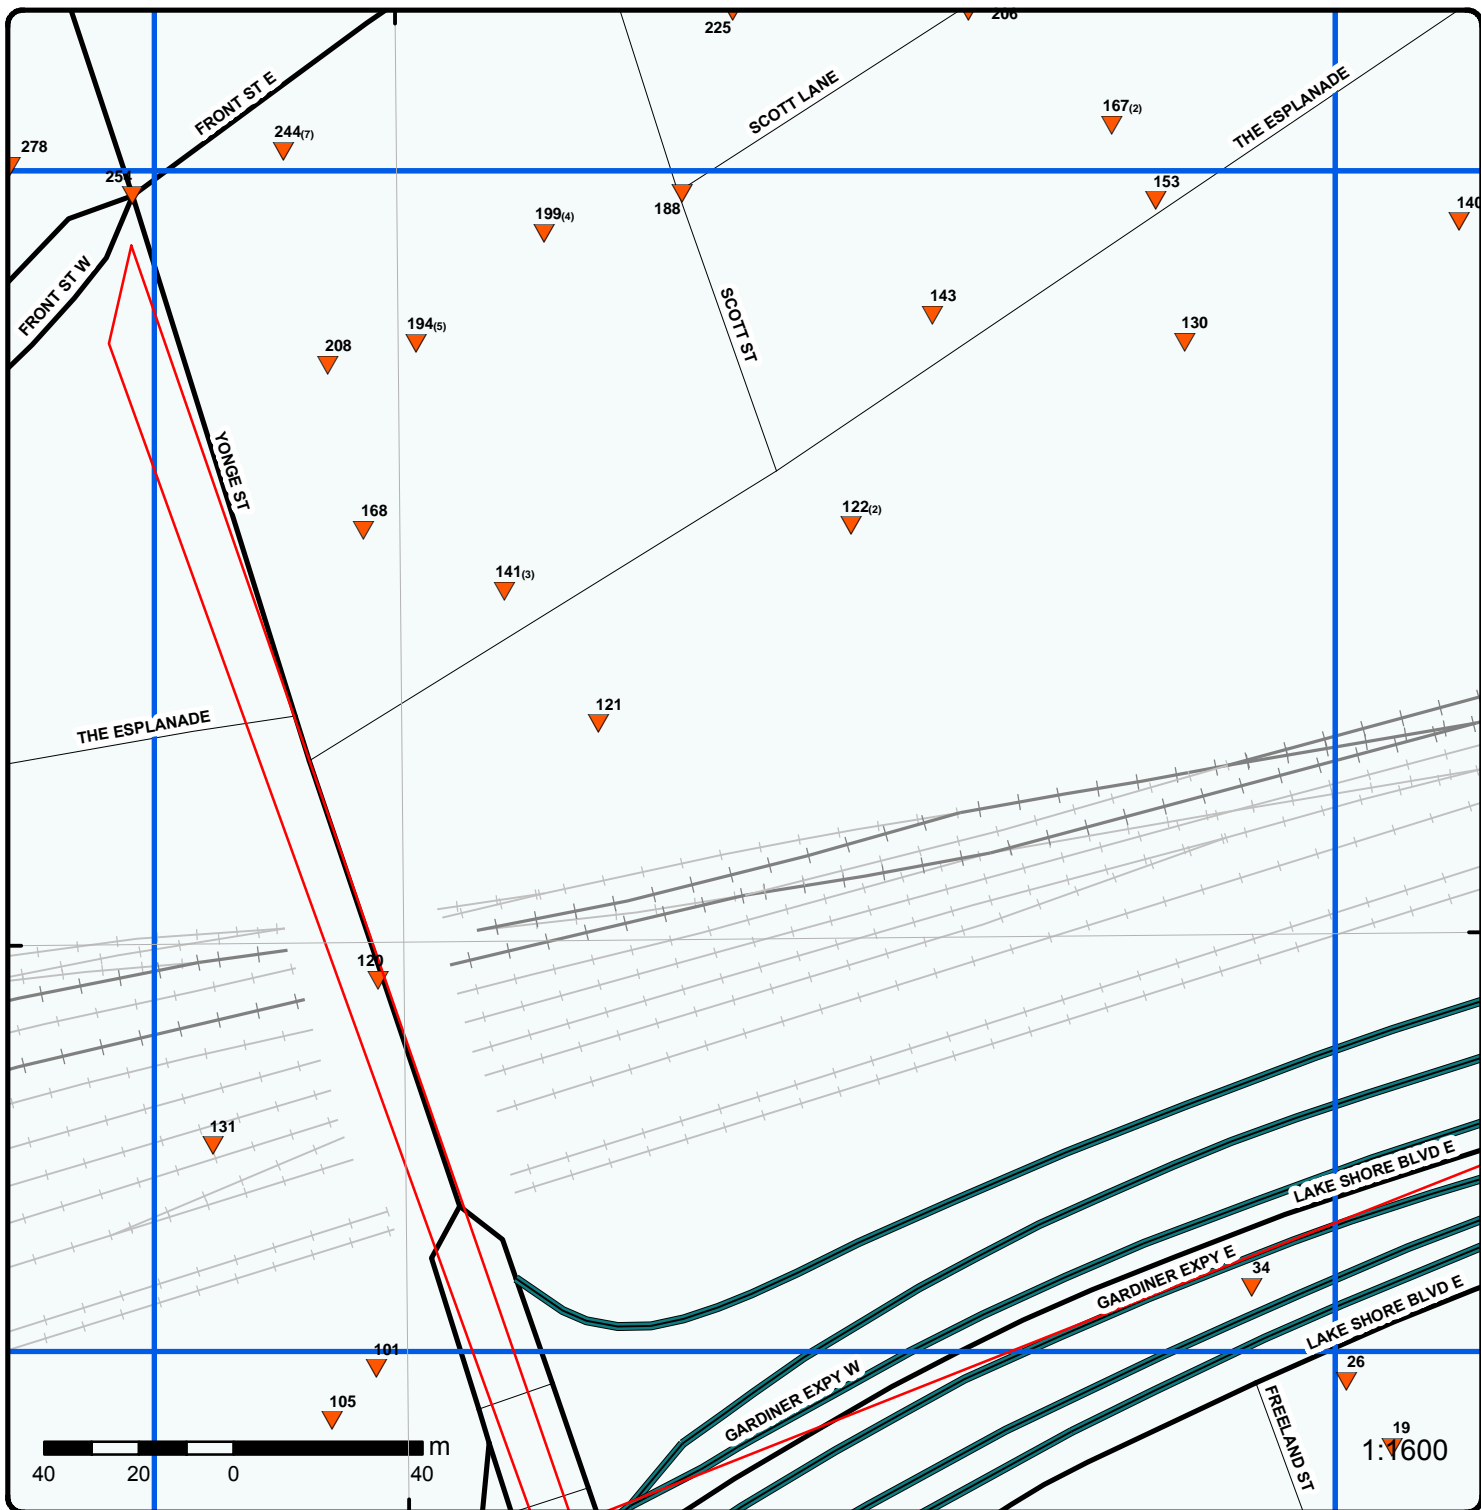 225
206
FRONT ST E
SCOTT LANE
THE ESPLANADE
167(2)
244(7)
278
254
188
153
140
199(4)
FRONT ST W
SCOTT ST
143
130
194(5)
208
YONGE ST
168
122(2)
141(3)
121
THE ESPLANADE
120
131
LAKE SHORE BLVD E
GARDINER EXPY E
34
LAKE SHORE BLVD E
101
GARDINER EXPY W
26
105
FREELAND ST
19
m
1:1600
40 20 0 40